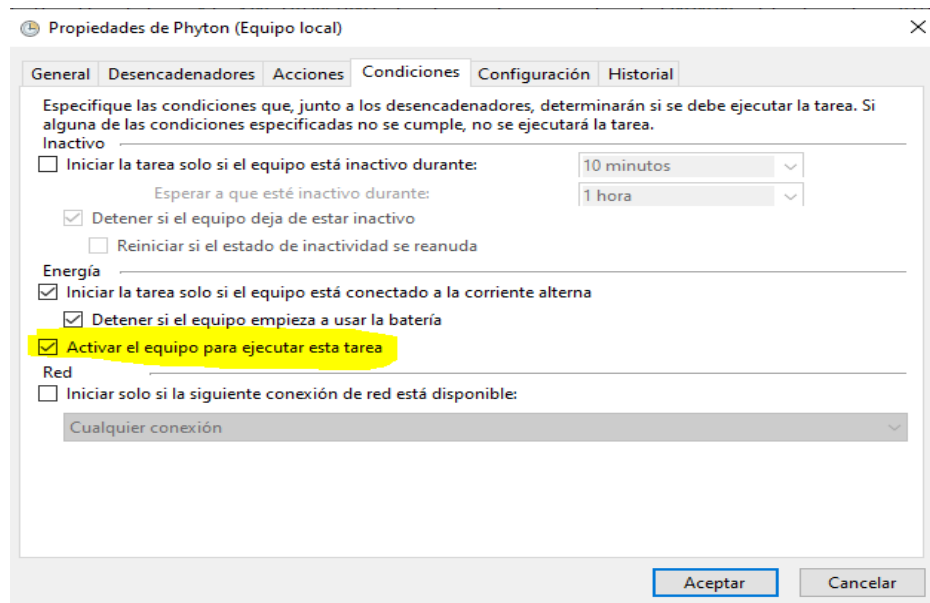 Propiedades de Phyton (Equipo local)
General Desencadenadores Acciones Condiciones Configuración Historial
Especifique las condiciones que, junto a los desencadenadores, determinarán si se debe ejecutar la tarea. Si
alguna de las condiciones especificadas no se cumple, no se ejecutará la tarea.
Inactivo
Iniciar la tarea solo si el equipo está inactivo durante: 10 minutos
Esperar a que esté inactivo durante: 1 hora
Detener si el equipo deja de estar inactivo
Reiniciar si el estado de inactividad se reanuda
Energía
Iniciar la tarea solo si el equipo está conectado a la corriente alterna
Detener si el equipo empieza a usar la batería
Activar el equipo para ejecutar esta tarea
Red
Iniciar solo si la siguiente conexión de red está disponible:
Cualquier conexión
Aceptar Cancelar